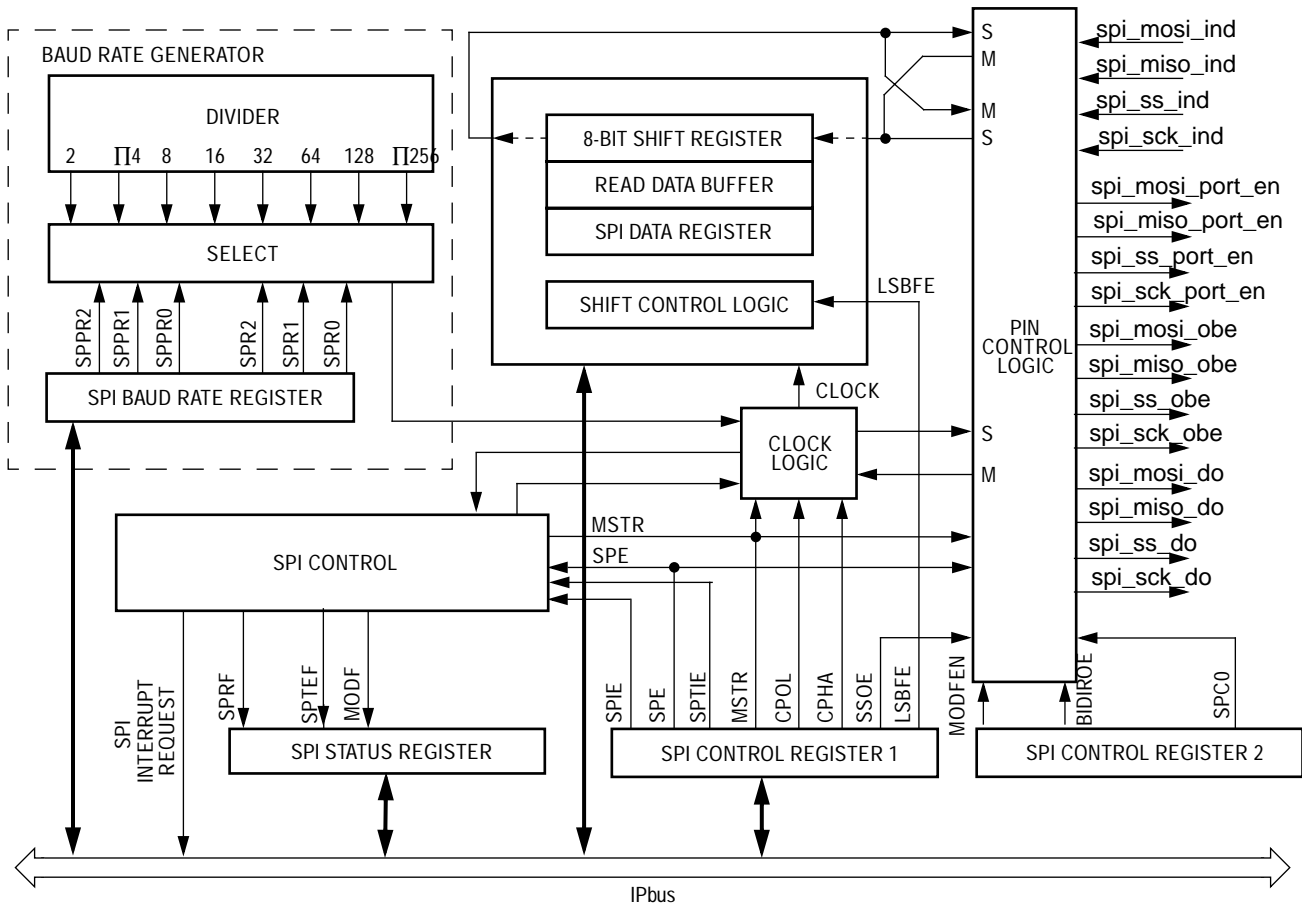 BAUD RATE GENERATOR
DIVIDER
2 ∏4 8 16 32 64 128 ∏256
SELECT
SPPR2
SPPR1
SPPR0
SPR2
SPR1
SPR0
SPI BAUD RATE REGISTER
8-BIT SHIFT REGISTER
READ DATA BUFFER
SPI DATA REGISTER
SHIFT CONTROL LOGIC
LSBFE
CLOCK
CLOCK
LOGIC
S
M
M
S
S
M
PIN
CONTROL
LOGIC
spi_mosi_ind
spi_miso_ind
spi_ss_ind
spi_sck_ind
spi_mosi_port_en
spi_miso_port_en
spi_ss_port_en
spi_sck_port_en
spi_mosi_obe
spi_miso_obe
spi_ss_obe
spi_sck_obe
spi_mosi_do
spi_miso_do
spi_ss_do
spi_sck_do
SPI CONTROL
MSTR
SPE
SPI
INTERRUPT
REQUEST
SPRF
SPTEF
MODF
SPI STATUS REGISTER
SPIE
SPE
SPTIE
MSTR
CPOL
CPHA
SSOE
LSBFE
SPI CONTROL REGISTER 1
MODFEN
BIDIROE
SPC0
SPI CONTROL REGISTER 2
IPbus